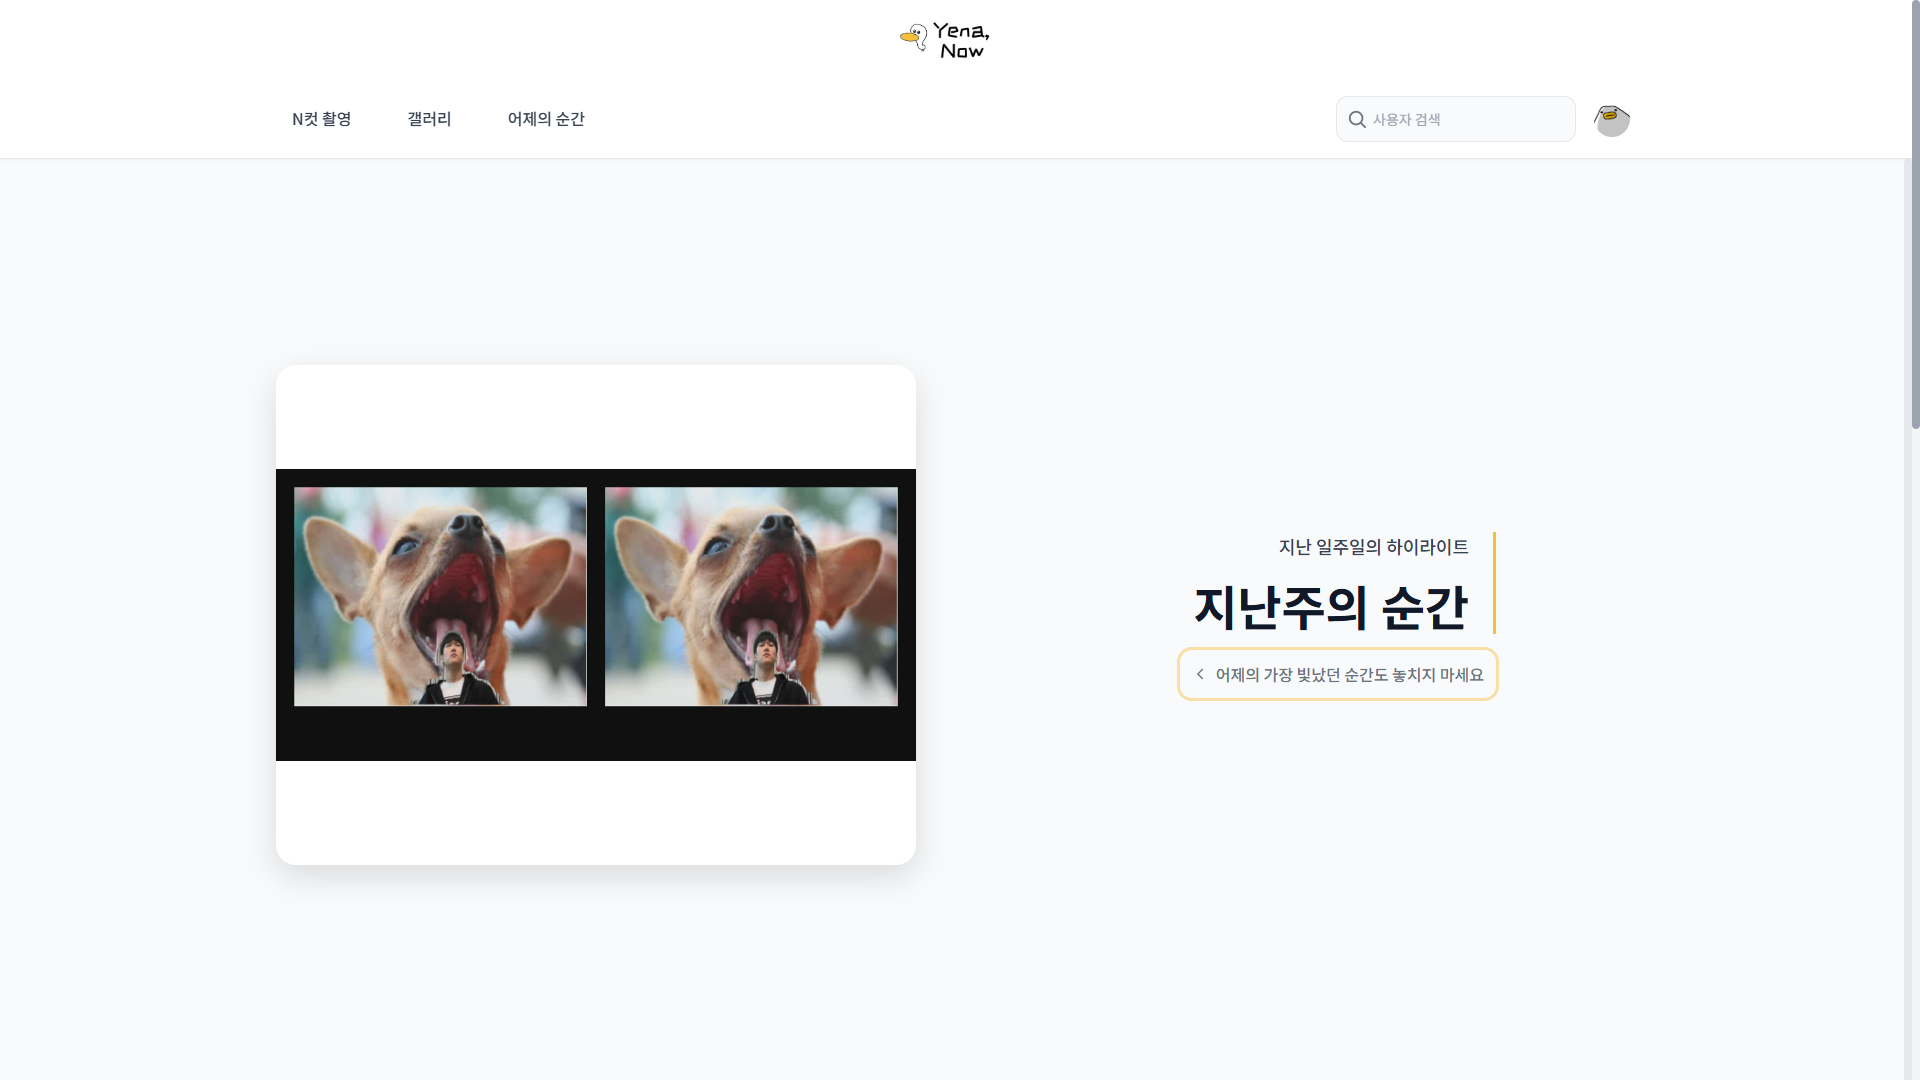 Yena,
Now
N컷 촬영
갤러리
어제의 순간
사용자 검색
지난 일주일의 하이라이트
지난주의 순간
어제의 가장 빛났던 순간도 놓치지 마세요